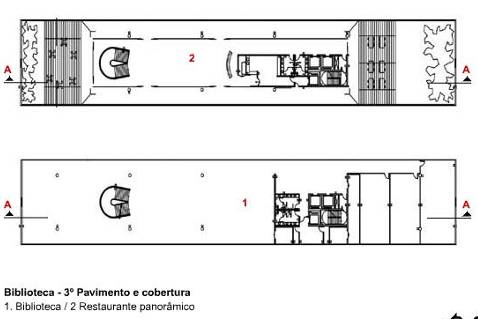 2
A A
1
A A
Biblioteca - 3º Pavimento e cobertura
1. Biblioteca / 2 Restaurante panorâmico